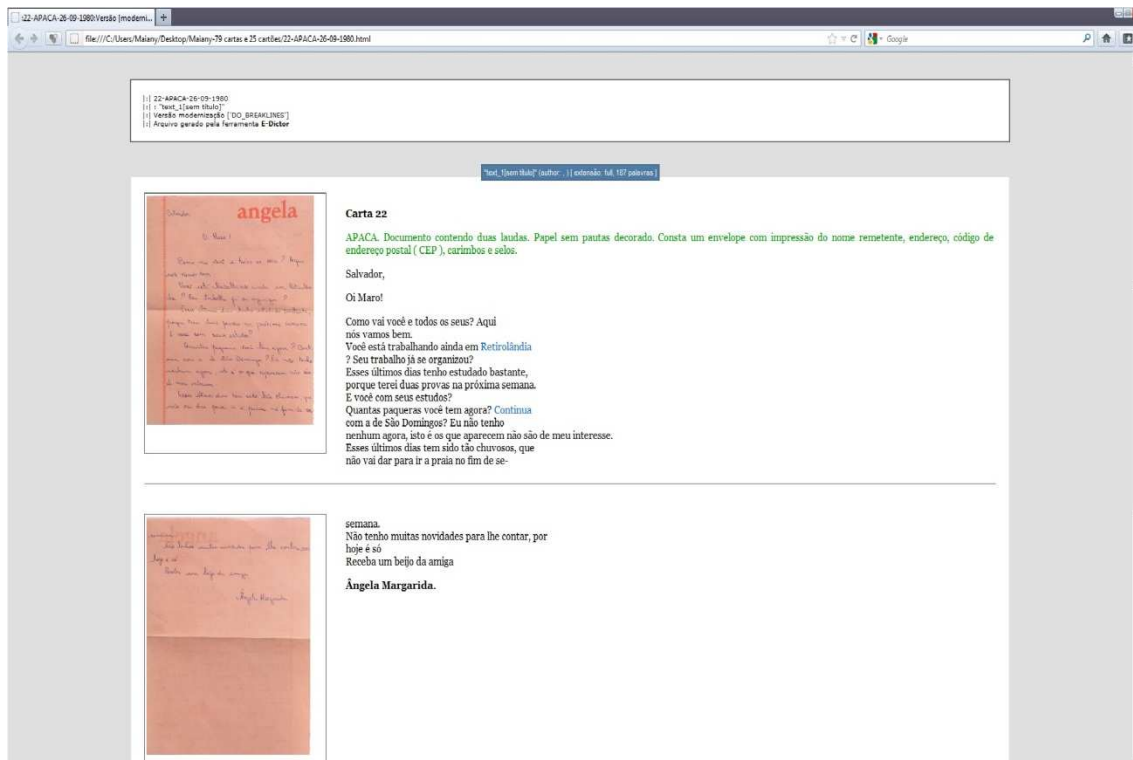 :22-APACA-26-09-1980:Versão [moderni...
file:///C:/Users/Maiany/Desktop/Maiany-79 cartas e 25 cartões/22-APACA-26-09-1980.html
Google
|:| 22-APACA-26-09-1980
|:| : "text_1[sem título]"
|:| Versão modernização ['DO_BREAKLINES']
|:| Arquivo gerado pela ferramenta E-Dictor
"text_1[sem título]" (author: , ) [ extensão: full, 107 palavras ]
angela
Salvador,
Oi Maro!
Carta 22
APACA. Documento contendo duas laudas. Papel sem pautas decorado. Consta um envelope com impressão do nome remetente, endereço, código de
endereço postal ( CEP ), carimbos e selos.
Salvador,
Oi Maro!
Como vai você e todos os seus? Aqui
nós vamos bem.
Você está trabalhando ainda em Retirolândia
? Seu trabalho já se organizou?
Esses últimos dias tenho estudado bastante,
porque terei duas provas na próxima semana.
E você com seus estudos?
Quantas paqueras você tem agora? Continua
com a de São Domingos? Eu não tenho
nenhum agora, isto é os que aparecem não são de meu interesse.
Esses últimos dias tem sido tão chuvosos, que
não vai dar para ir a praia no fim de se-
semana.
Não tenho muitas novidades para lhe contar, por
hoje é só
Receba um beijo da amiga
Ângela Margarida.